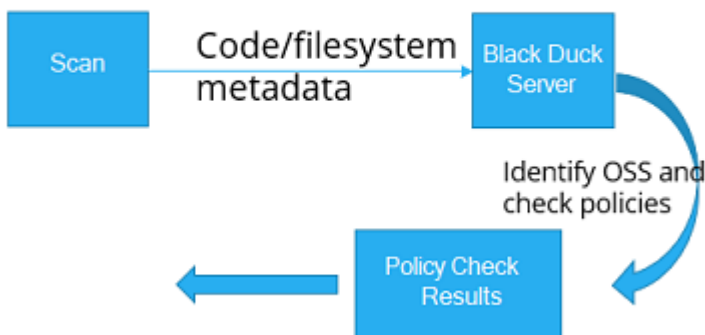 Scan
Code/filesystem
metadata
Black Duck
Server
Identify OSS and
check policies
Policy Check
Results